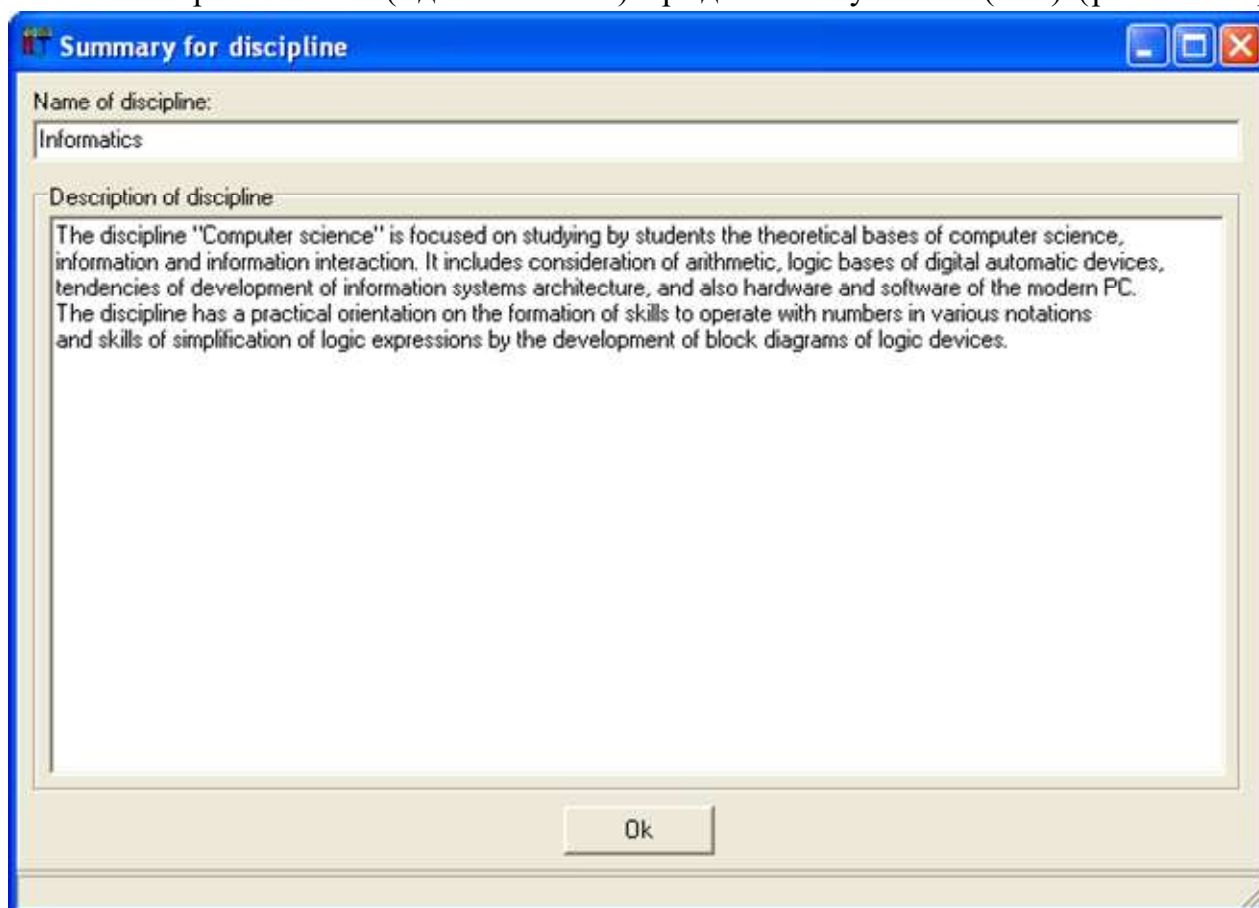 Summary for discipline
Name of discipline:
Informatics
Description of discipline
The discipline "Computer science" is focused on studying by students the theoretical bases of computer science,
information and information interaction. It includes consideration of arithmetic, logic bases of digital automatic devices,
tendencies of development of information systems architecture, and also hardware and software of the modern PC.
The discipline has a practical orientation on the formation of skills to operate with numbers in various notations
and skills of simplification of logic expressions by the development of block diagrams of logic devices.
Ok